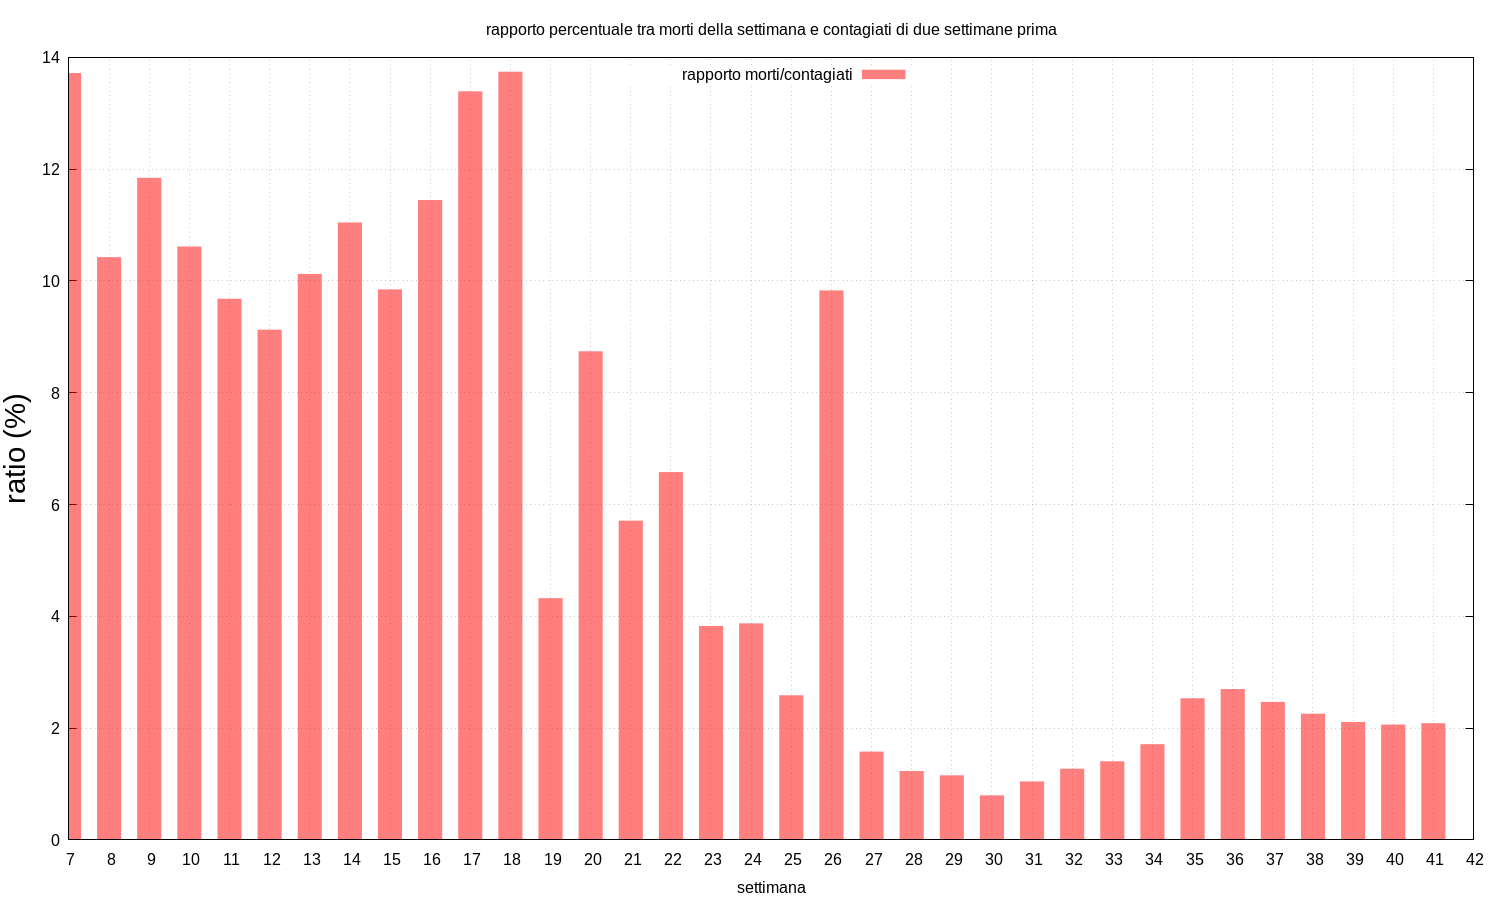 rapporto percentuale tra morti della settimana e contagiati di due settimane prima
rapporto morti/contagiati
14
12
10
8
6
4
2
0
ratio (%)
7 8 9 10 11 12 13 14 15 16 17 18 19 20 21 22 23 24 25 26 27 28 29 30 31 32 33 34 35 36 37 38 39 40 41 42
settimana